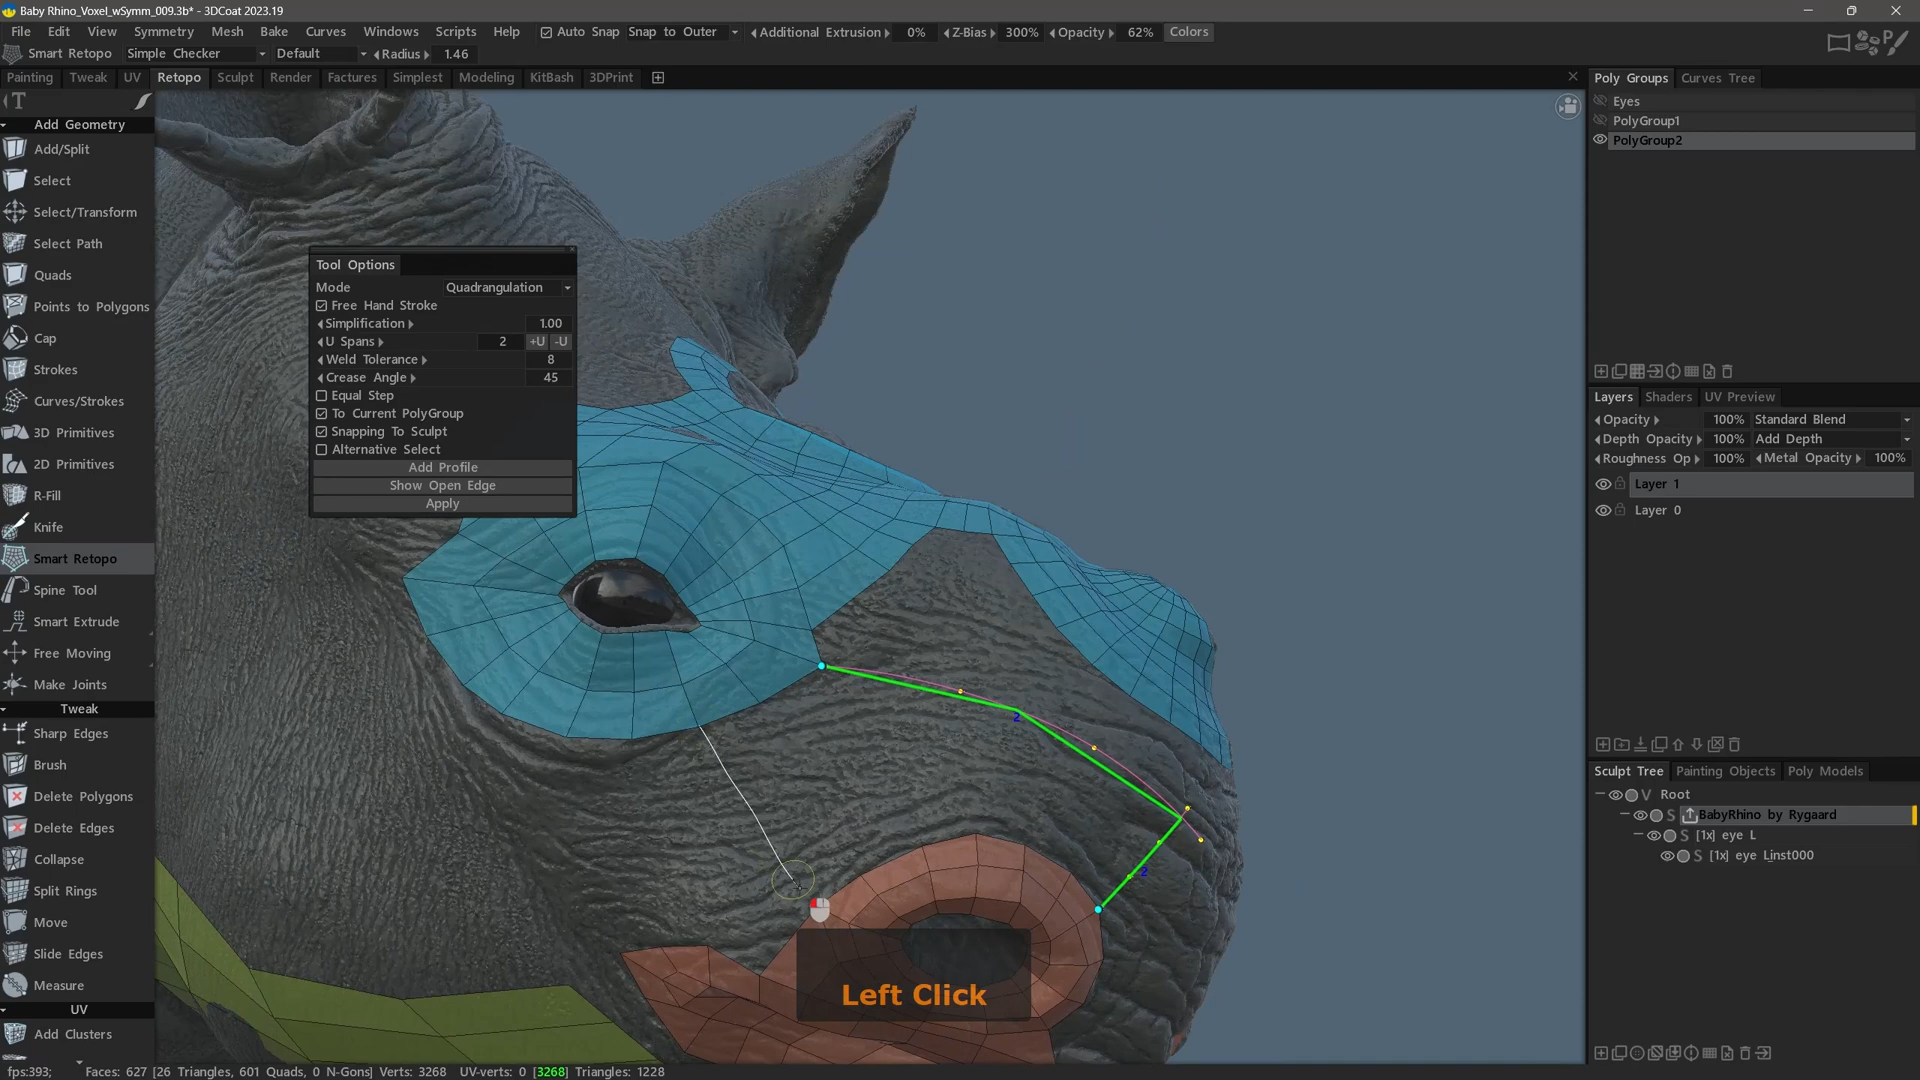 Baby Rhino_Voxel_wSymm_009.3b* - 3DCoat 2023.19
File Edit View Symmetry Mesh Bake Curves Windows Scripts Help Auto Snap Snap to Outer Additional Extrusion 0% Z-Bias 300% Opacity 62% Colors
Smart Retopo Simple Checker Default Radius 1.46
Painting Tweak UV Retopo Sculpt Render Factures Simplest Modeling KitBash 3DPrint
T
Add Geometry
Add/Split
Select
Select/Transform
Select Path
Quads
Points to Polygons
Cap
Strokes
Curves/Strokes
3D Primitives
2D Primitives
R-Fill
Knife
Smart Retopo
Spine Tool
Smart Extrude
Free Moving
Make Joints
Tweak
Sharp Edges
Brush
Delete Polygons
Delete Edges
Collapse
Split Rings
Move
Slide Edges
Measure
UV
Add Clusters
Tool Options
Mode Quadrangulation
Free Hand Stroke
Simplification 1.00
U Spans 2 +U -U
Weld Tolerance 8
Crease Angle 45
Equal Step
To Current PolyGroup
Snapping To Sculpt
Alternative Select
Add Profile
Show Open Edge
Apply
2
2
Left Click
Poly Groups Curves Tree
Eyes
PolyGroup1
PolyGroup2
Layers Shaders UV Preview
Opacity 100% Standard Blend
Depth Opacity 100% Add Depth
Roughness Op 100% Metal Opacity 100%
Layer 1
Layer 0
Sculpt Tree Painting Objects Poly Models
V Root
S BabyRhino by Rygaard
S [1x] eye L
S [1x] eye Linst000
fps:393; Faces: 627 [26 Triangles, 601 Quads, 0 N-Gons] Verts: 3268 UV-verts: 0 [3268] Triangles: 1228